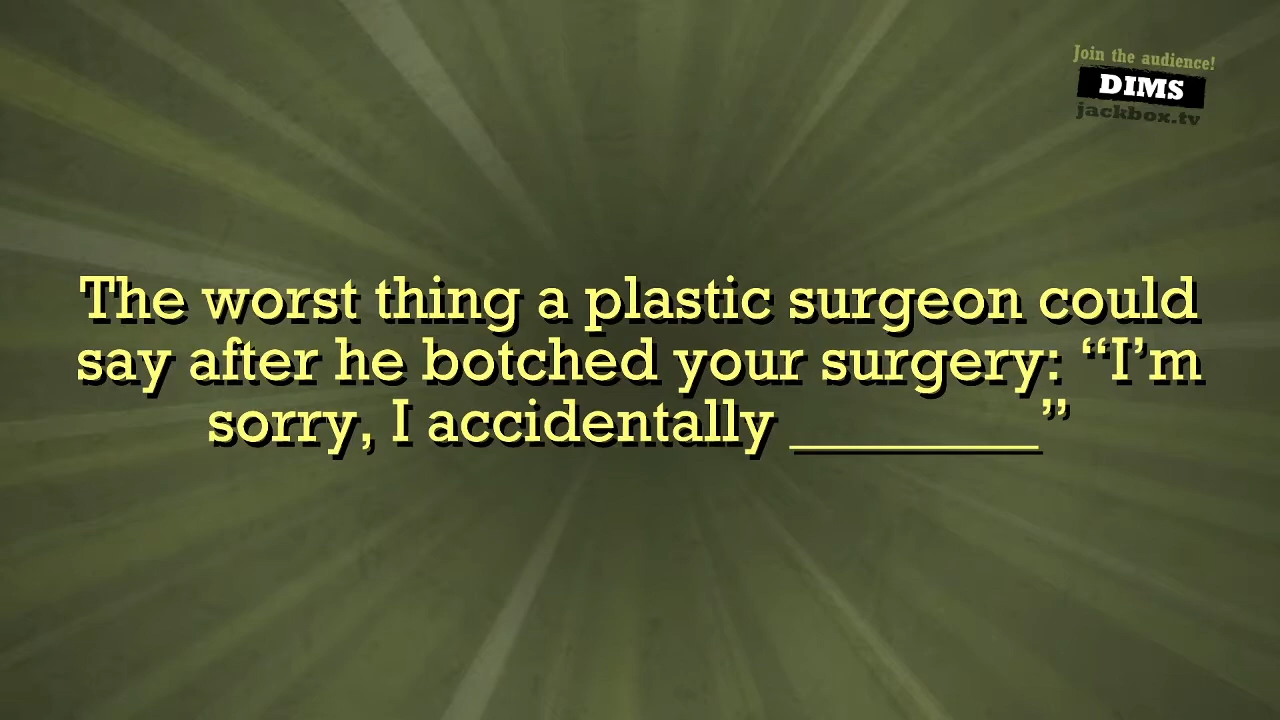 Join the audience!
DIMS
jackbox.tv
The worst thing a plastic surgeon could
say after he botched your surgery: “I’m
sorry, I accidentally ________”